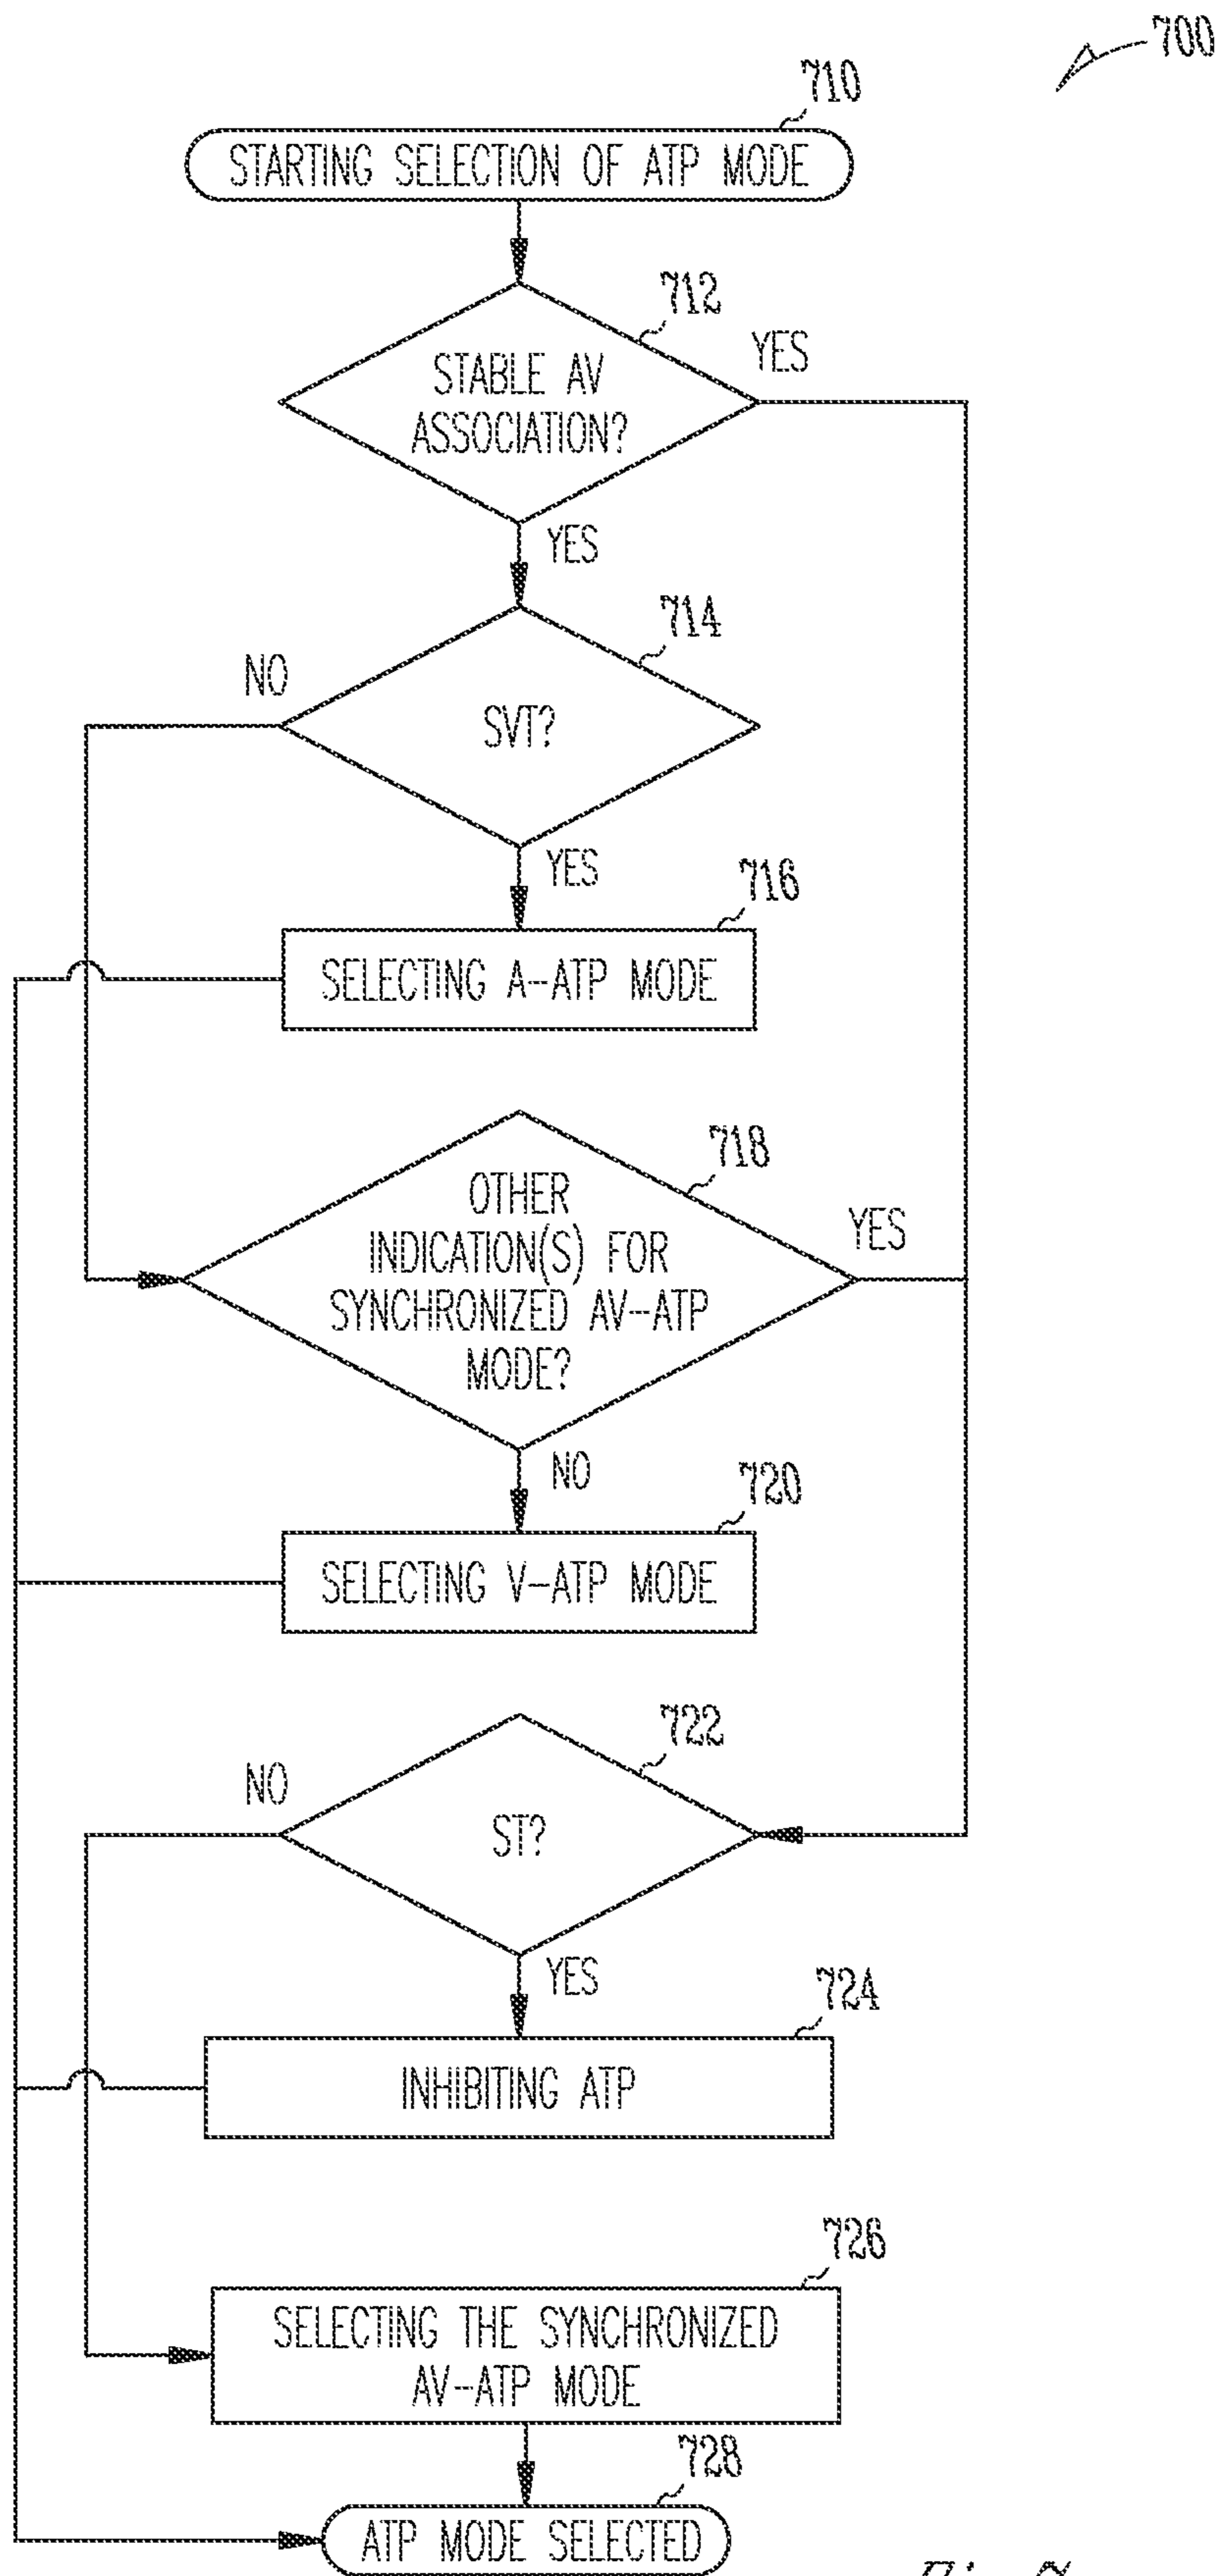 700
710
STARTING SELECTION OF ATP MODE
712
STABLE AV
ASSOCIATION?
YES
YES
714
NO
SVT?
YES
716
SELECTING A-ATP MODE
718
OTHER
INDICATION(S) FOR
SYNCHRONIZED AV-ATP
MODE?
YES
NO
720
SELECTING V-ATP MODE
722
NO
ST?
YES
724
INHIBITING ATP
726
SELECTING THE SYNCHRONIZED
AV-ATP MODE
728
ATP MODE SELECTED